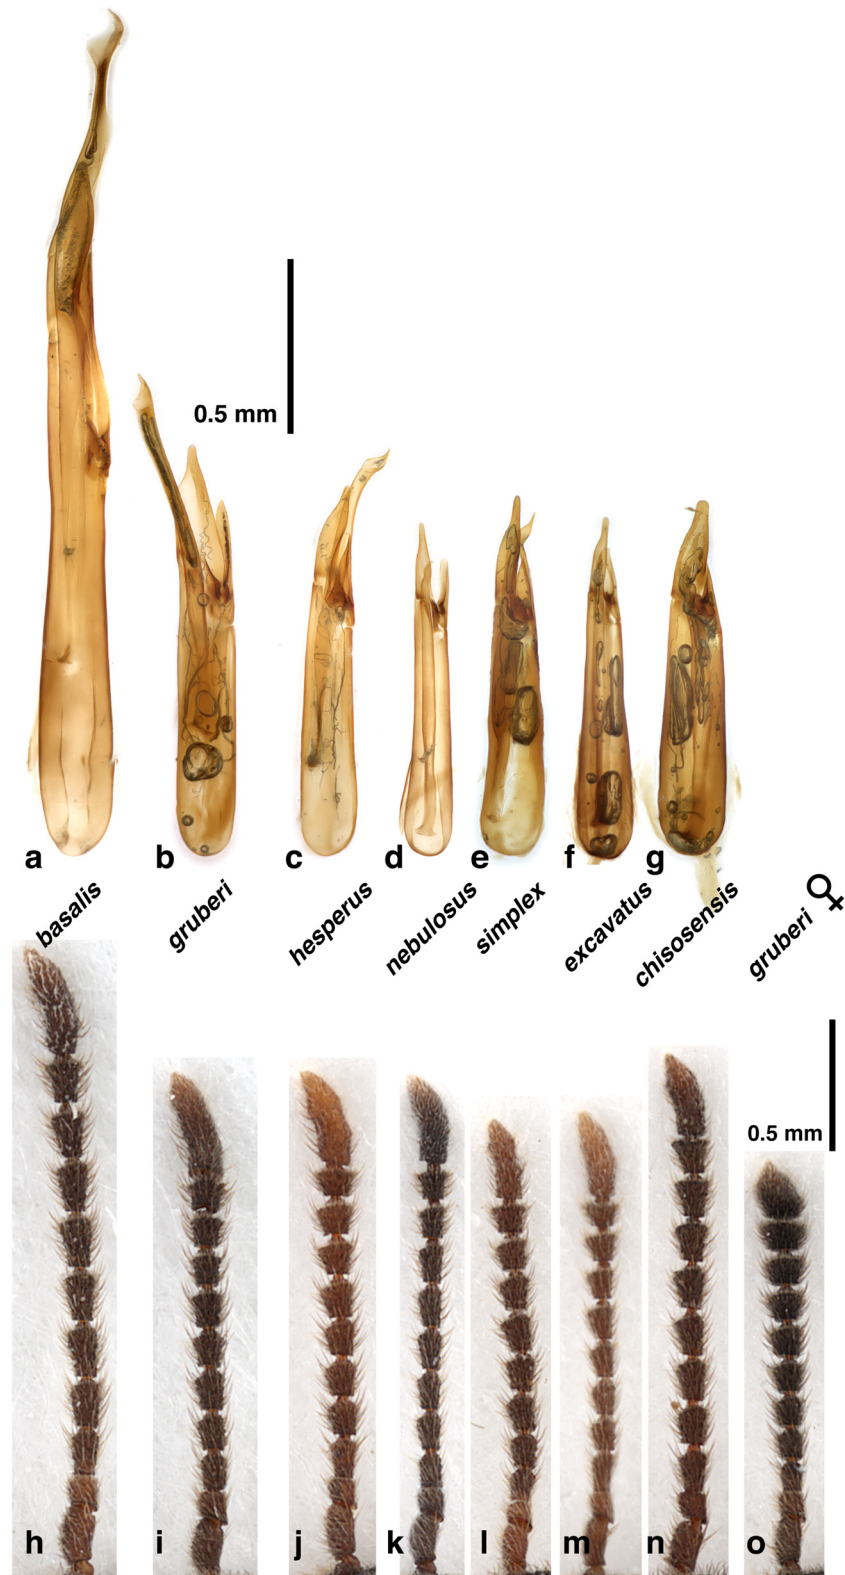 0.5 mm
a b c d e f g
basalis gruberi hesperus nebulosus simplex excavatus chisosensis gruberi ♀
0.5 mm
h i j k l m n o